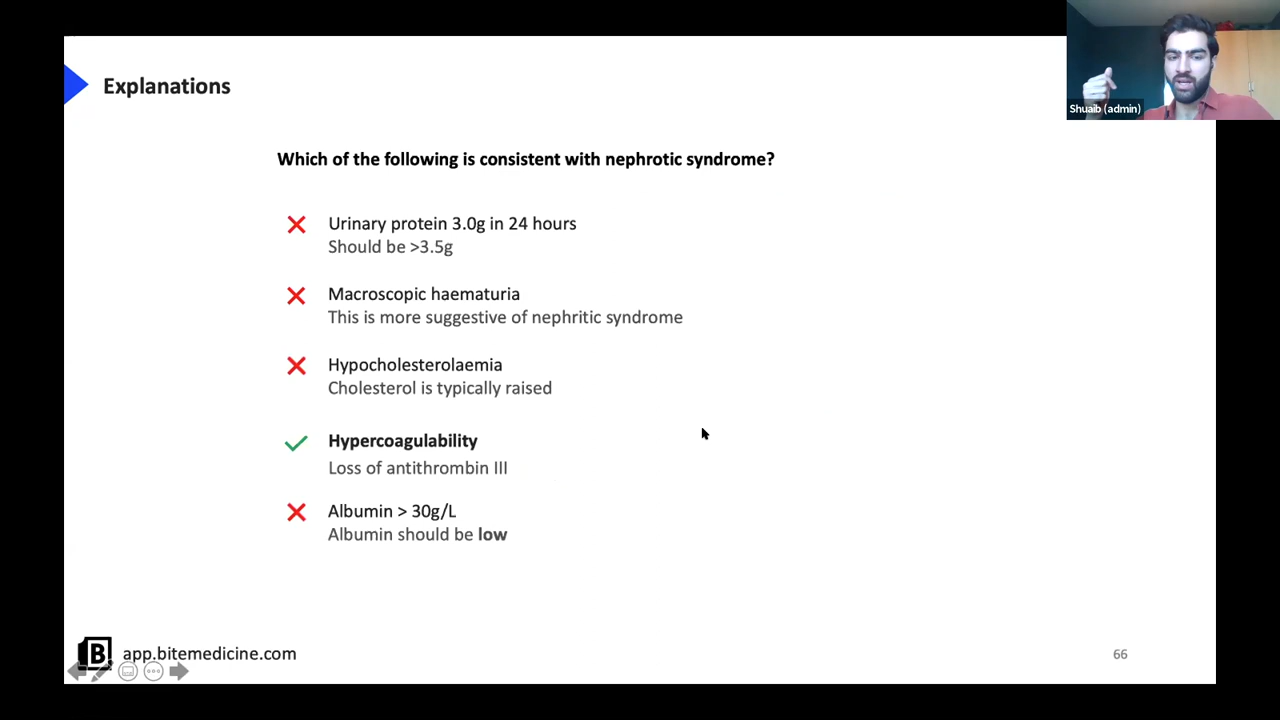 Explanations
Shuaib (admin)
Which of the following is consistent with nephrotic syndrome?
Urinary protein 3.0g in 24 hours
Should be >3.5g
Macroscopic haematuria
This is more suggestive of nephritic syndrome
Hypocholesterolaemia
Cholesterol is typically raised
Hypercoagulability
Loss of antithrombin III
Albumin > 30g/L
Albumin should be low
B app.bitemedicine.com
66